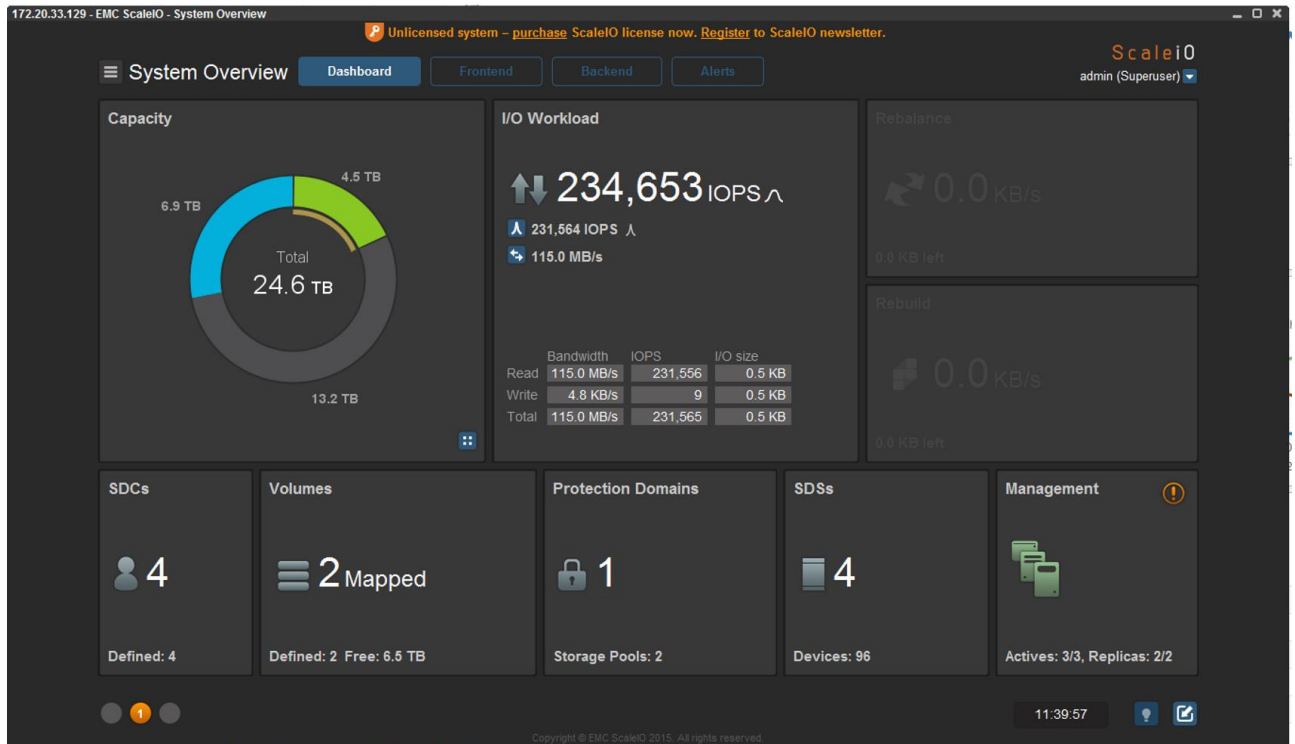 172.20.33.129 - EMC ScaleIO - System Overview
Unlicensed system – purchase ScaleIO license now. Register to ScaleIO newsletter.
ScaleiO
System Overview
Dashboard
Frontend
Backend
Alerts
admin (Superuser)
Capacity
4.5 TB
6.9 TB
Total
24.6 TB
13.2 TB
I/O Workload
234,653 IOPS
231,564 IOPS
115.0 MB/s
Bandwidth IOPS I/O size
Read 115.0 MB/s 231,556 0.5 KB
Write 4.8 KB/s 9 0.5 KB
Total 115.0 MB/s 231,565 0.5 KB
Rebalance
0.0 KB/s
0.0 KB left
Rebuild
0.0 KB/s
0.0 KB left
SDCs
4
Defined: 4
Volumes
2 Mapped
Defined: 2 Free: 6.5 TB
Protection Domains
1
Storage Pools: 2
SDSs
4
Devices: 96
Management
Actives: 3/3, Replicas: 2/2
1
11:39:57
Copyright © EMC ScaleIO 2015. All rights reserved.